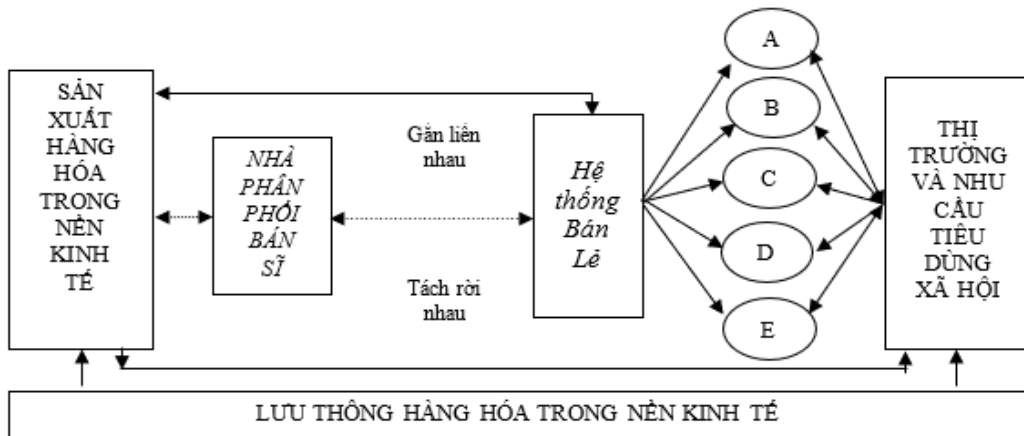 SẢN
XUẤT
HÀNG
HÓA
TRONG
NỀN
KINH
TẾ
NHÀ
PHÂN
PHỐI
BÁN
SĨ
Gắn liền
nhau
Tách rời
nhau
Hệ
thống
Bán
Lẻ
A
B
C
D
E
THỊ
TRƯỜNG
VÀ NHU
CẦU
TIÊU
DÙNG
XÃ HỘI
LƯU THÔNG HÀNG HÓA TRONG NỀN KINH TẾ